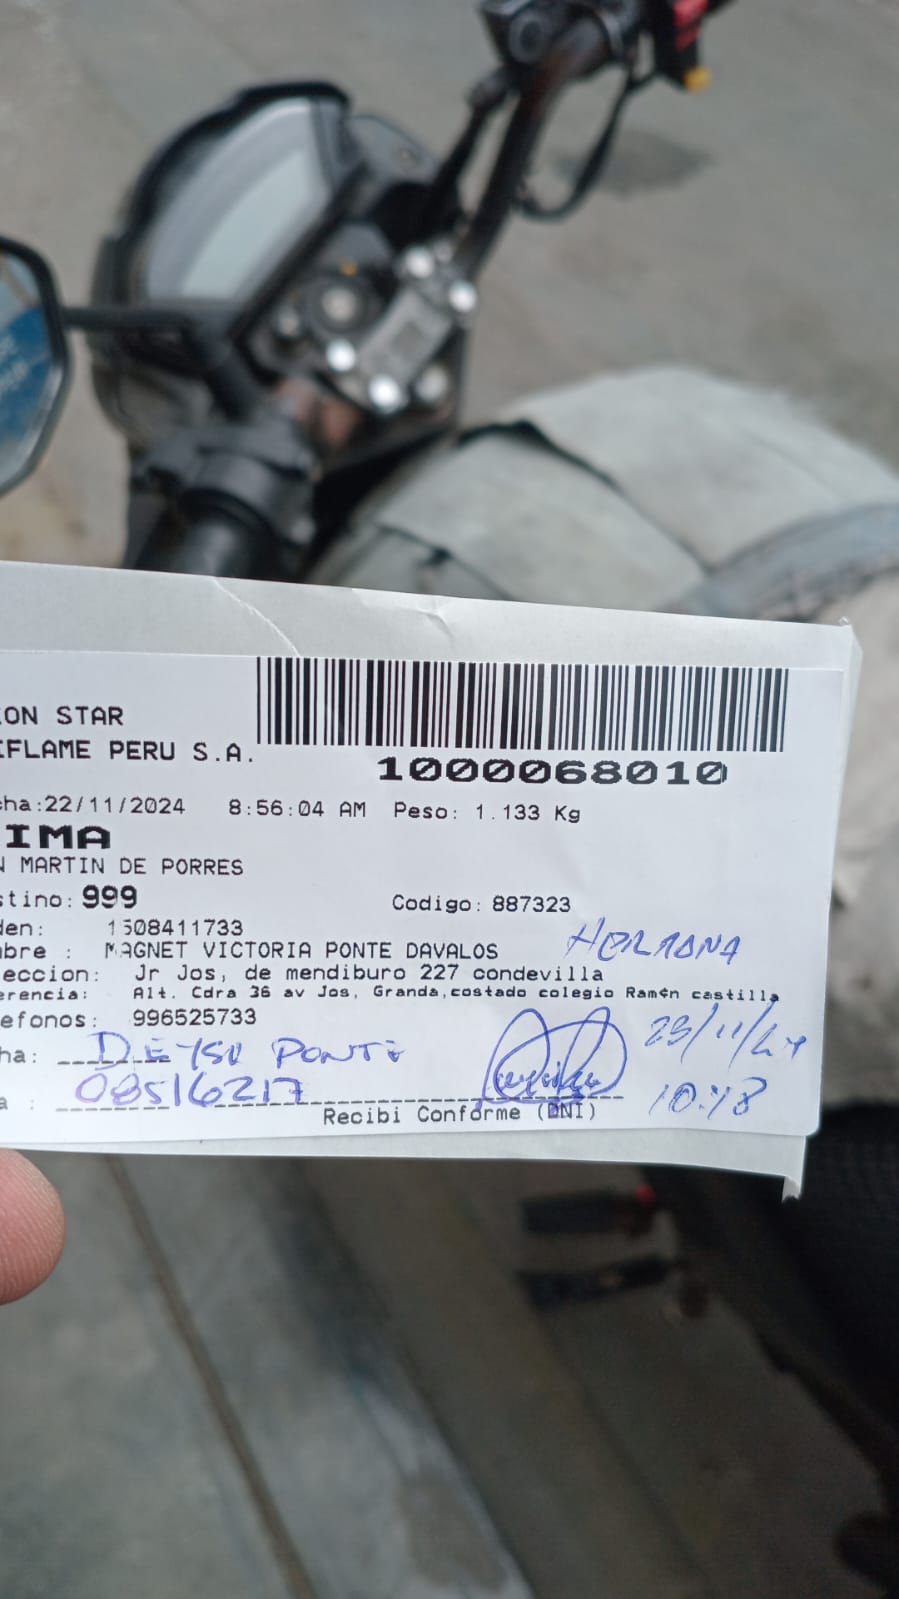 ON STAR
IFLAME PERU S.A.
1000068010
cha:22/11/2024 8:56:04 AM Peso: 1.133 Kg
IMA
N MARTIN DE PORRES
stino: 999 Codigo: 887323
den: 1508411733
mbre : MAGNET VICTORIA PONTE DAVALOS HERMANA
eccion: Jr Jos, de mendiburo 227 condevilla
erencia: Alt. Cdra 36 av Jos, Granda,costado colegio Ram¢n castilla
efonos: 996525733
ha: DEYSU PONTE 23/11/24
a : 08516217 10:18
Recibi Conforme (DNI)